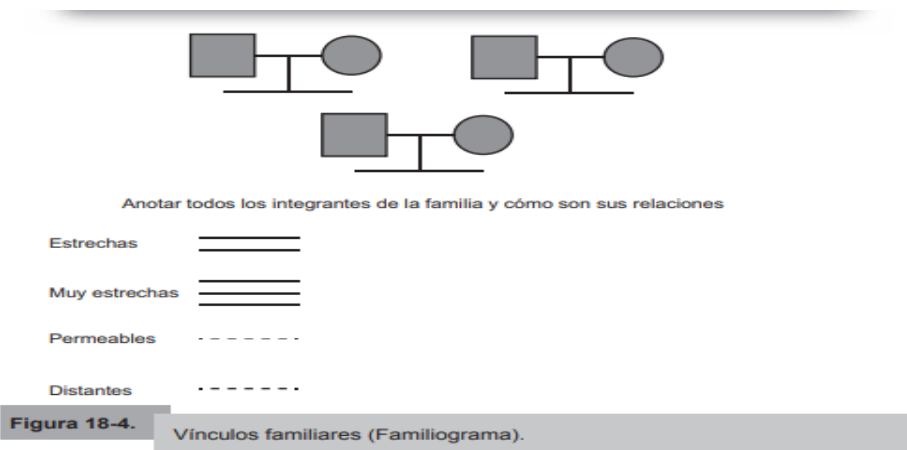 Anotar todos los integrantes de la familia y cómo son sus relaciones
Estrechas
Muy estrechas
Permeables
Distantes
Figura 18-4.
Vínculos familiares (Familiograma).